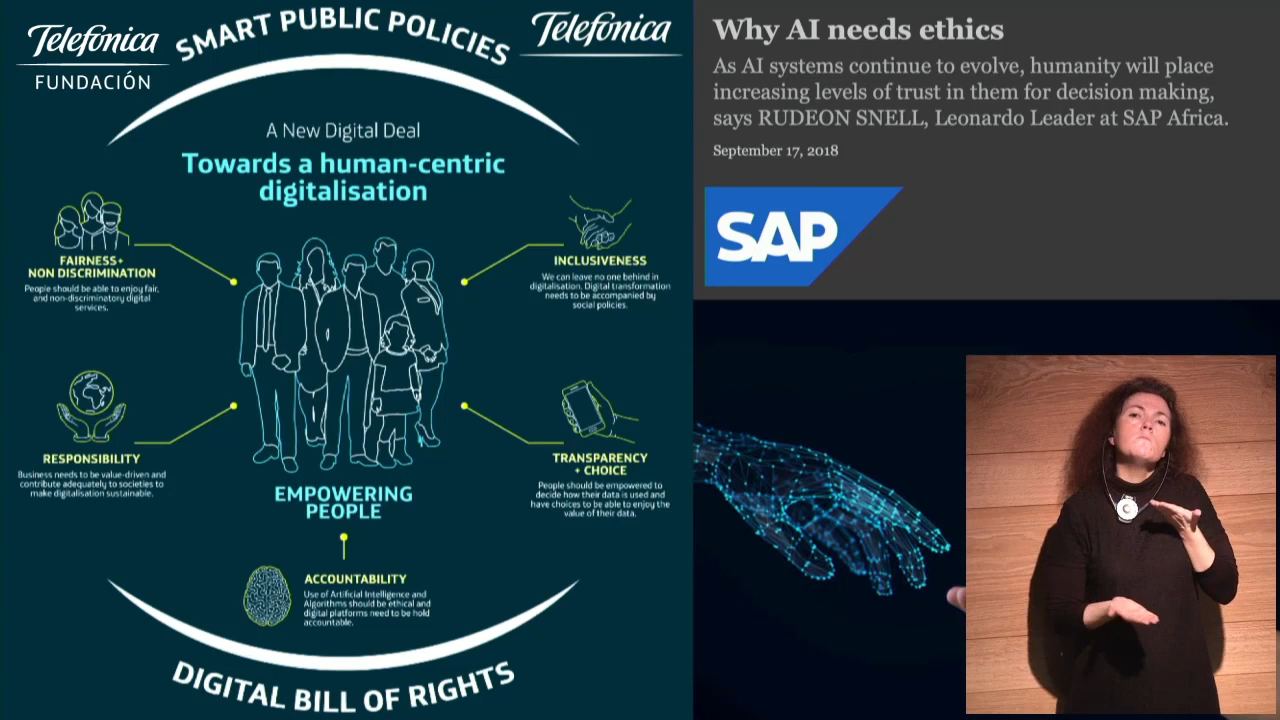 Telefónica
FUNDACIÓN
SMART PUBLIC POLICIES
Telefónica
A New Digital Deal
Towards a human-centric
digitalisation
FAIRNESS+
NON DISCRIMINATION
People should be able to enjoy fair,
and non-discriminatory digital
services.
INCLUSIVENESS
We can leave no one behind in
digitalisation. Digital transformation
needs to be accompanied by
social policies.
RESPONSIBILITY
Business needs to be value-driven and
contribute adequately to societies to
make digitalisation sustainable.
TRANSPARENCY
+ CHOICE
People should be empowered to
decide how their data is used and
have choices to be able to enjoy the
value of their data.
EMPOWERING
PEOPLE
ACCOUNTABILITY
Use of Artificial Intelligence and
Algorithms should be ethical and
digital platforms need to be hold
accountable.
DIGITAL BILL OF RIGHTS
Why AI needs ethics
As AI systems continue to evolve, humanity will place
increasing levels of trust in them for decision making,
says RUDEON SNELL, Leonardo Leader at SAP Africa.
September 17, 2018
SAP